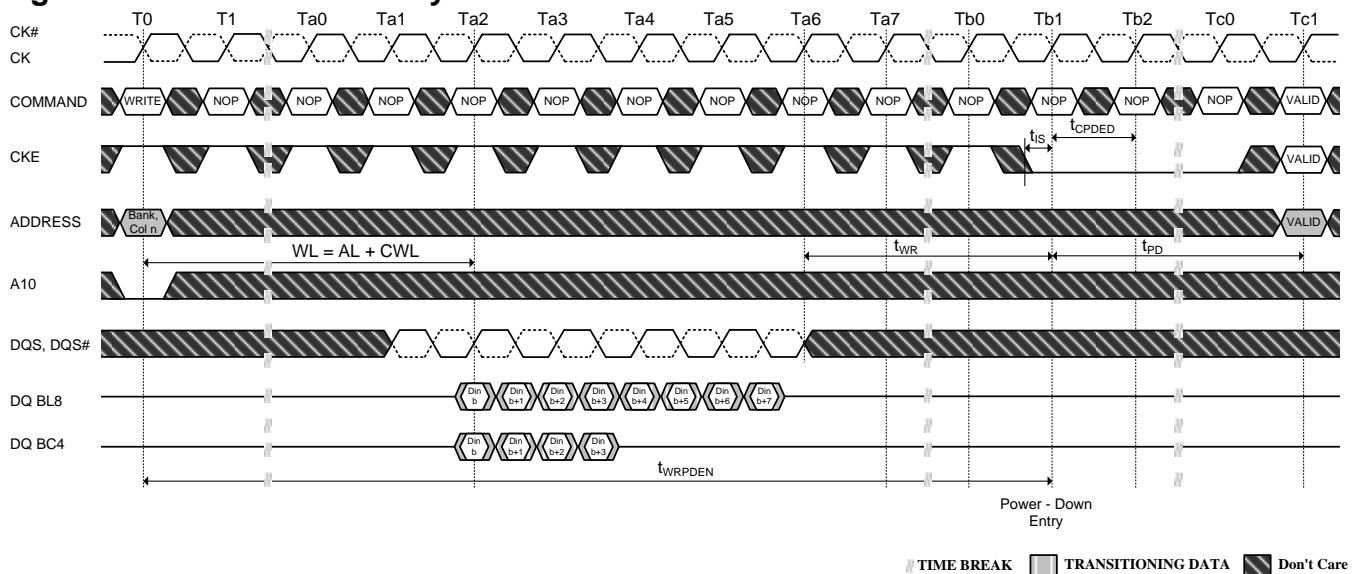 T0 T1 Ta0 Ta1 Ta2 Ta3 Ta4 Ta5 Ta6 Ta7 Tb0 Tb1 Tb2 Tc0 Tc1
CK#
CK
COMMAND WRITE NOP NOP NOP NOP NOP NOP NOP NOP NOP NOP NOP NOP NOP VALID
tIS tCPDED
CKE VALID
ADDRESS Bank, Col n VALID
WL = AL + CWL tWR tPD
A10
DQS, DQS#
DQ BL8 Din b Din b+1 Din b+2 Din b+3 Din b+4 Din b+5 Din b+6 Din b+7
DQ BC4 Din b Din b+1 Din b+2 Din b+3
tWRPDEN
Power - Down
Entry
TIME BREAK TRANSITIONING DATA Don't Care